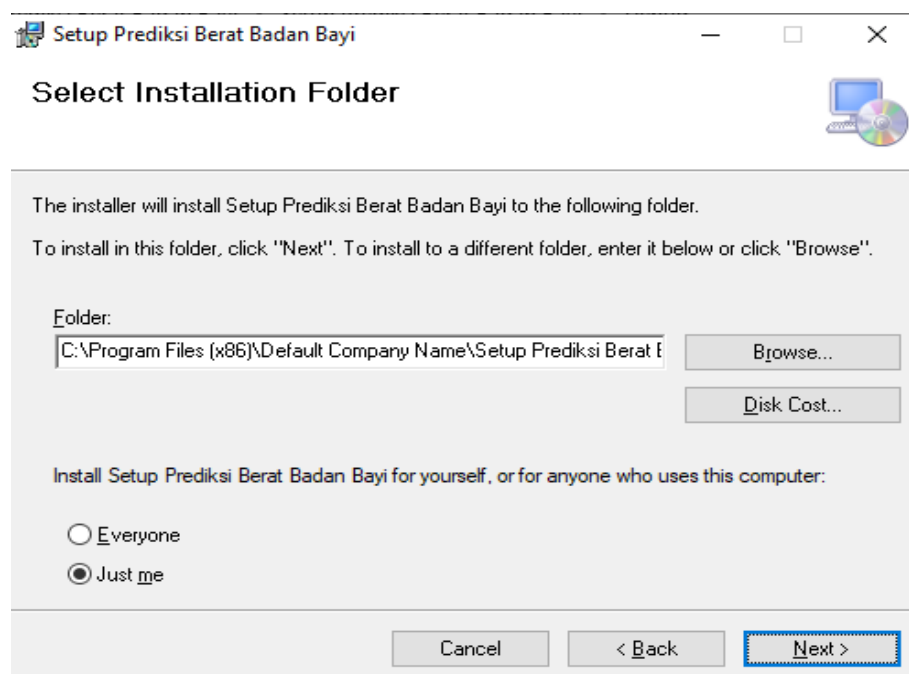 Setup Prediksi Berat Badan Bayi
Select Installation Folder
The installer will install Setup Prediksi Berat Badan Bayi to the following folder.
To install in this folder, click "Next". To install to a different folder, enter it below or click "Browse".
Folder:
C:\Program Files (x86)\Default Company Name\Setup Prediksi Berat
Browse...
Disk Cost...
Install Setup Prediksi Berat Badan Bayi for yourself, or for anyone who uses this computer:
Everyone
Just me
Cancel
< Back
Next >